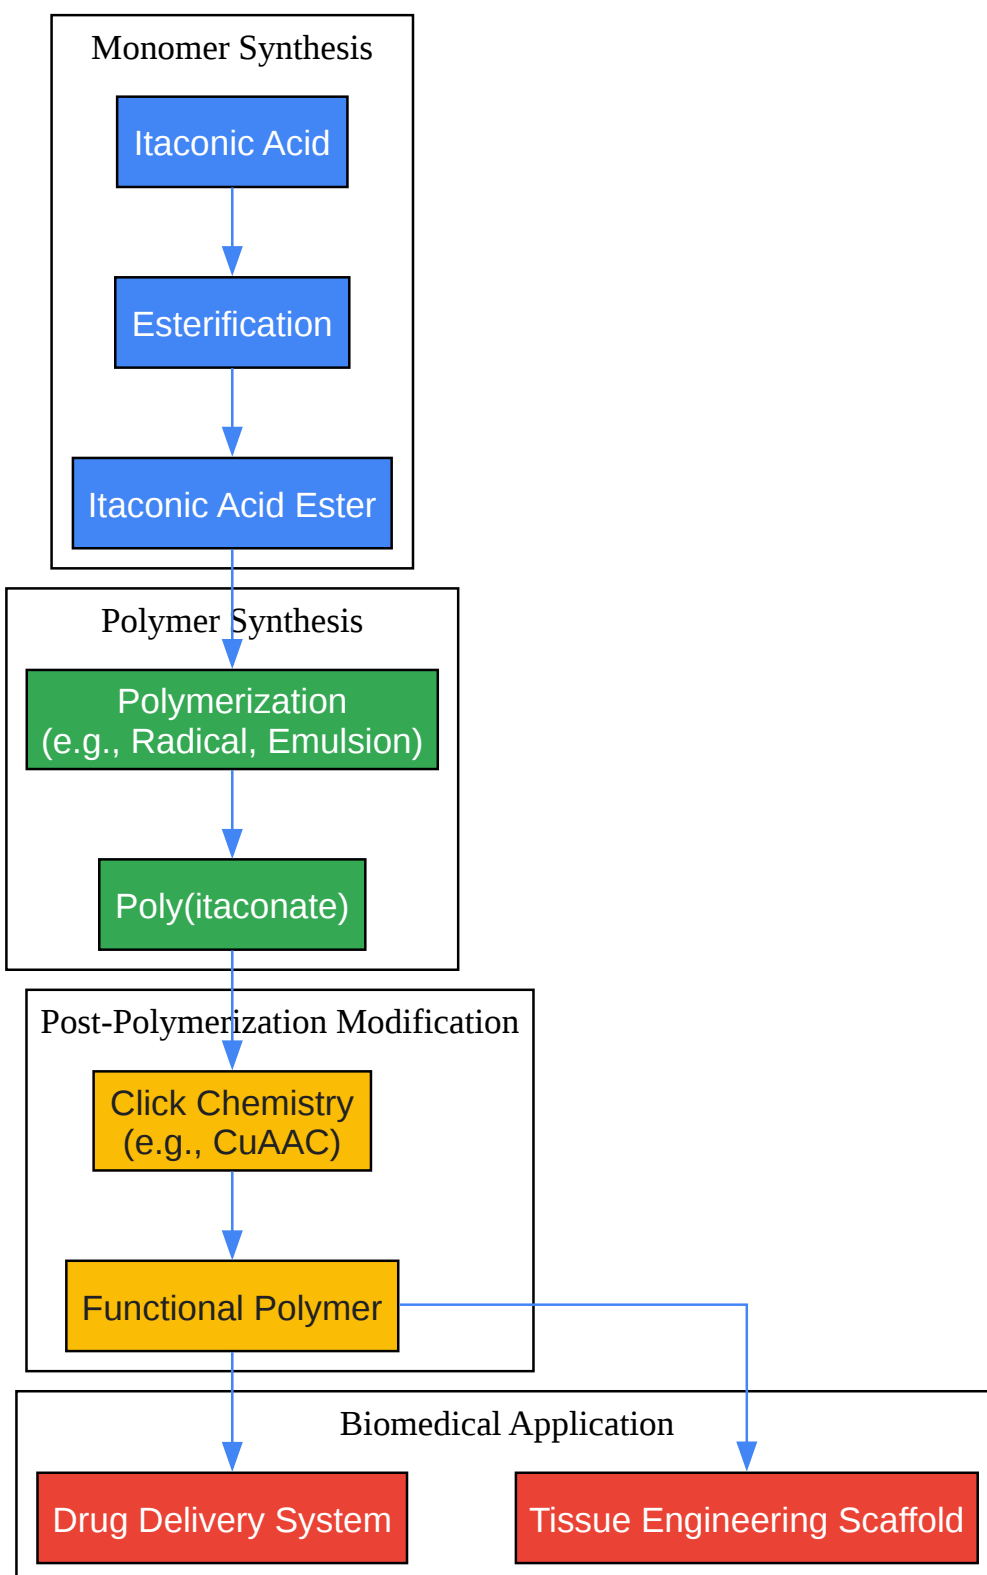 Monomer Synthesis
Itaconic Acid
Esterification
Itaconic Acid Ester
Polymer Synthesis
Polymerization
(e.g., Radical, Emulsion)
Poly(itaconate)
Post-Polymerization Modification
Click Chemistry
(e.g., CuAAC)
Functional Polymer
Biomedical Application
Drug Delivery System
Tissue Engineering Scaffold